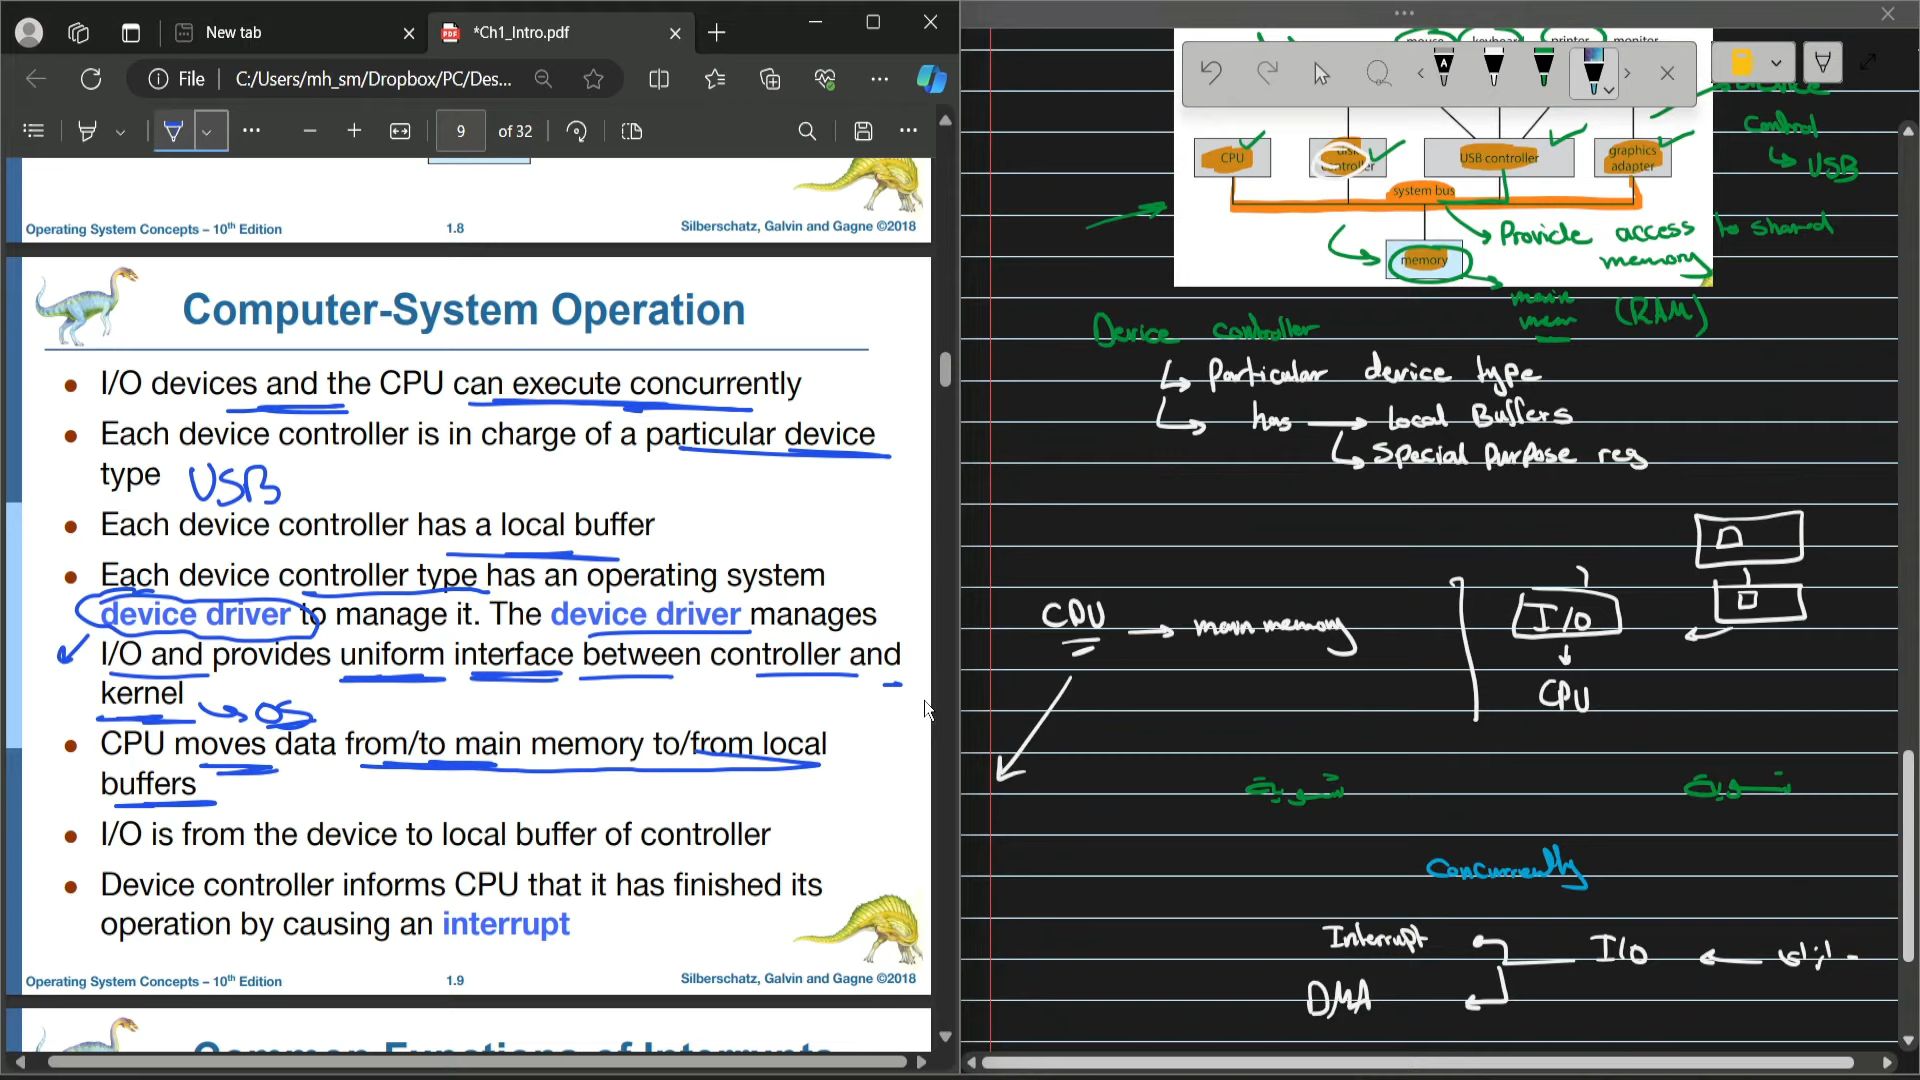 New tab
*Ch1_Intro.pdf
File
C:/Users/mh_sm/Dropbox/PC/Des...
9
of 32
Operating System Concepts – 10th Edition
1.8
Silberschatz, Galvin and Gagne ©2018
Computer-System Operation
I/O devices and the CPU can execute concurrently
Each device controller is in charge of a particular device
type USB
Each device controller has a local buffer
Each device controller type has an operating system
device driver to manage it. The device driver manages
I/O and provides uniform interface between controller and
kernel
OS
CPU moves data from/to main memory to/from local
buffers
I/O is from the device to local buffer of controller
Device controller informs CPU that it has finished its
operation by causing an interrupt
Operating System Concepts – 10th Edition
1.9
Silberschatz, Galvin and Gagne ©2018
Common Functions of Interrupts
mouse keyboard printer monitor
A
control
USB
CPU
disk controller
USB controller
graphics adapter
system bus
Provide access to shared
memory
memory
main
mem (RAM)
Device controller
Particular device type
has local Buffers
Special Purpose reg
CPU main memory
I/O
CPU
Concurrently
Interrupt
I/O
DMA